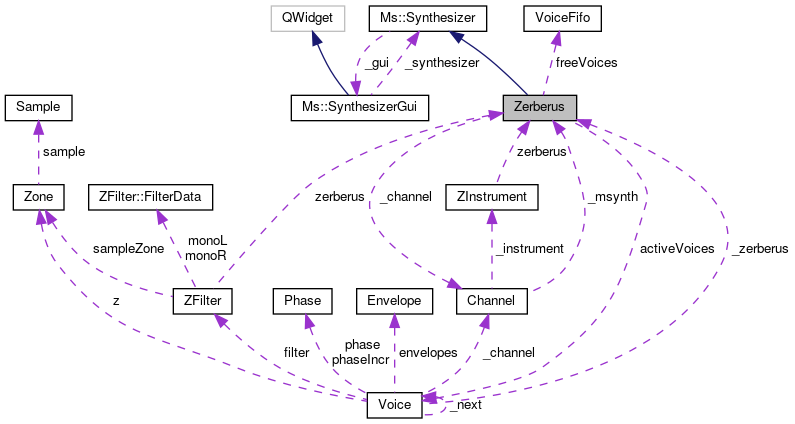 QWidget
Ms::Synthesizer
VoiceFifo
_gui
_synthesizer
freeVoices
Sample
Ms::SynthesizerGui
Zerberus
sample
zerberus
Zone
ZFilter::FilterData
zerberus
_channel
ZInstrument
_msynth
sampleZone
monoL
monoR
_instrument
activeVoices
_zerberus
z
ZFilter
Phase
Envelope
Channel
filter
phase
phaseIncr
envelopes
_channel
Voice
_next